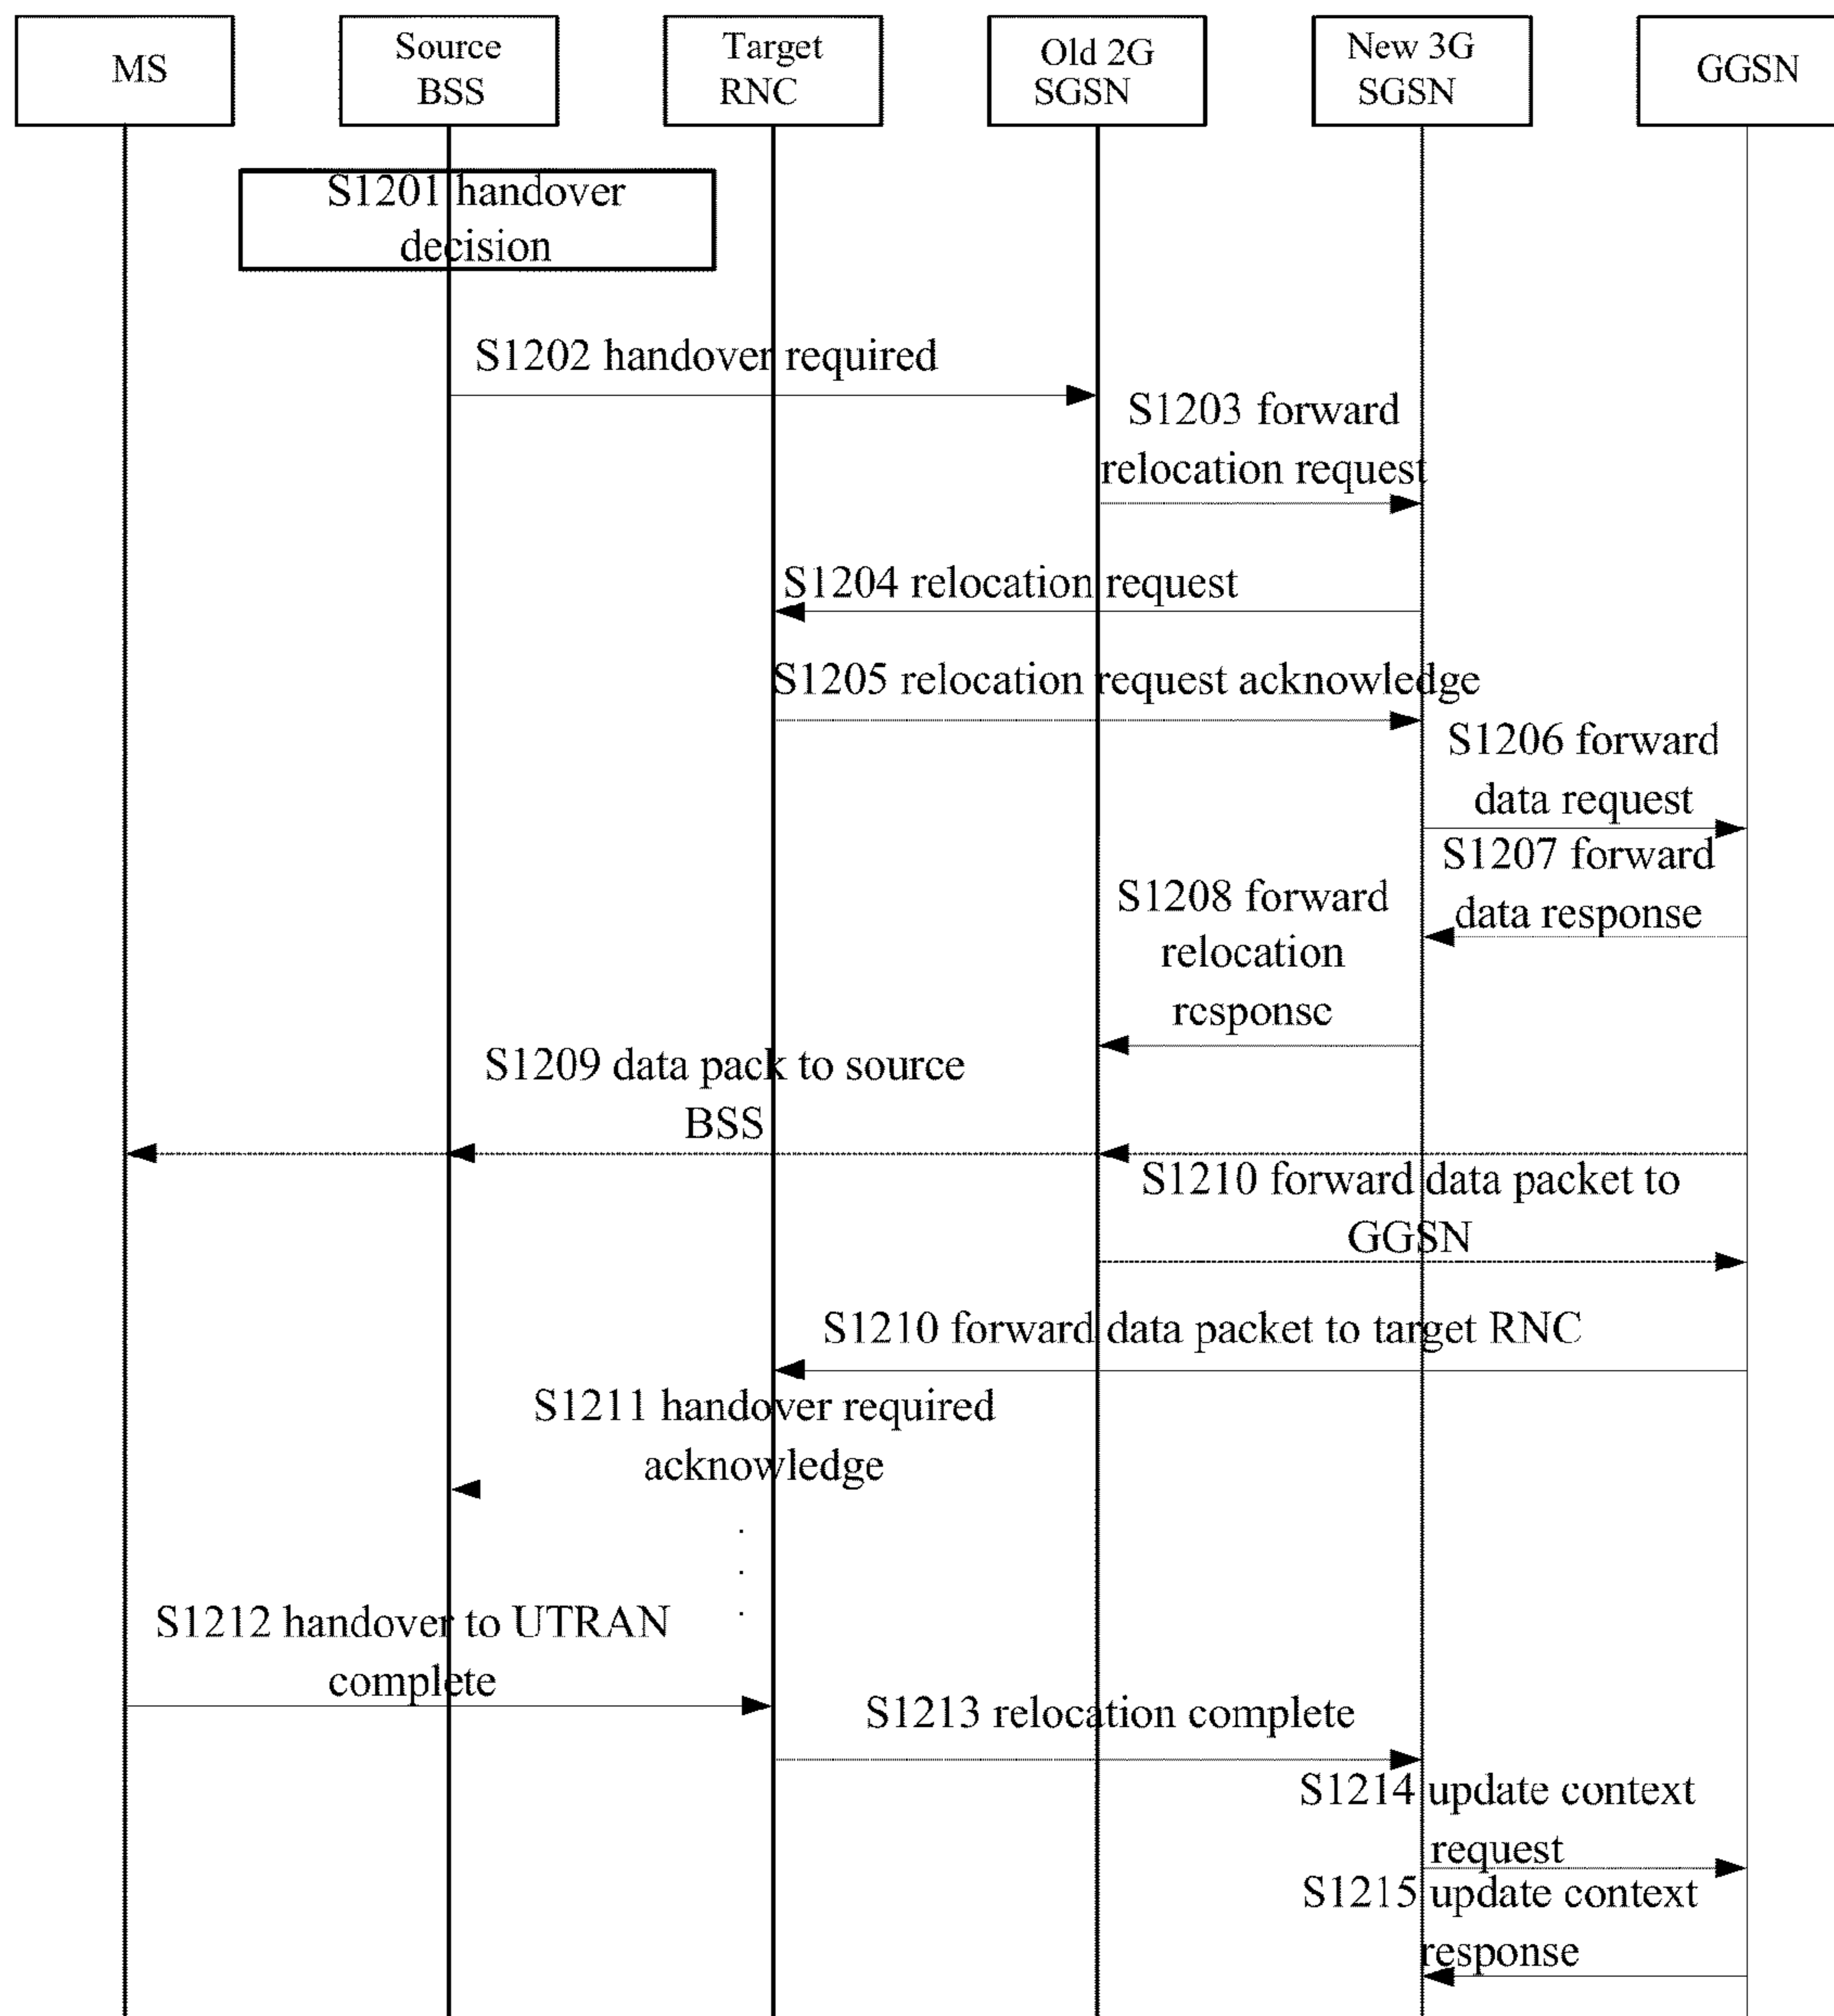 MS
Source
BSS
Target
RNC
Old 2G
SGSN
New 3G
SGSN
GGSN
S1201 handover
decision
S1202 handover required
S1203 forward
relocation request
S1204 relocation request
S1205 relocation request acknowledge
S1206 forward
data request
S1207 forward
data response
S1208 forward
relocation
response
S1209 data pack to source
BSS
S1210 forward data packet to
GGSN
S1210 forward data packet to target RNC
S1211 handover required
acknowledge
S1212 handover to UTRAN
complete
S1213 relocation complete
S1214 update context
request
S1215 update context
response